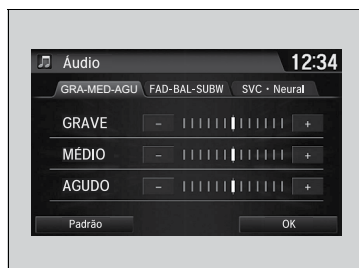 Áudio 12:34
GRA-MED-AGU FAD-BAL-SUBW SVC • Neural
GRAVE - +
MÉDIO - +
AGUDO - +
Padrão OK